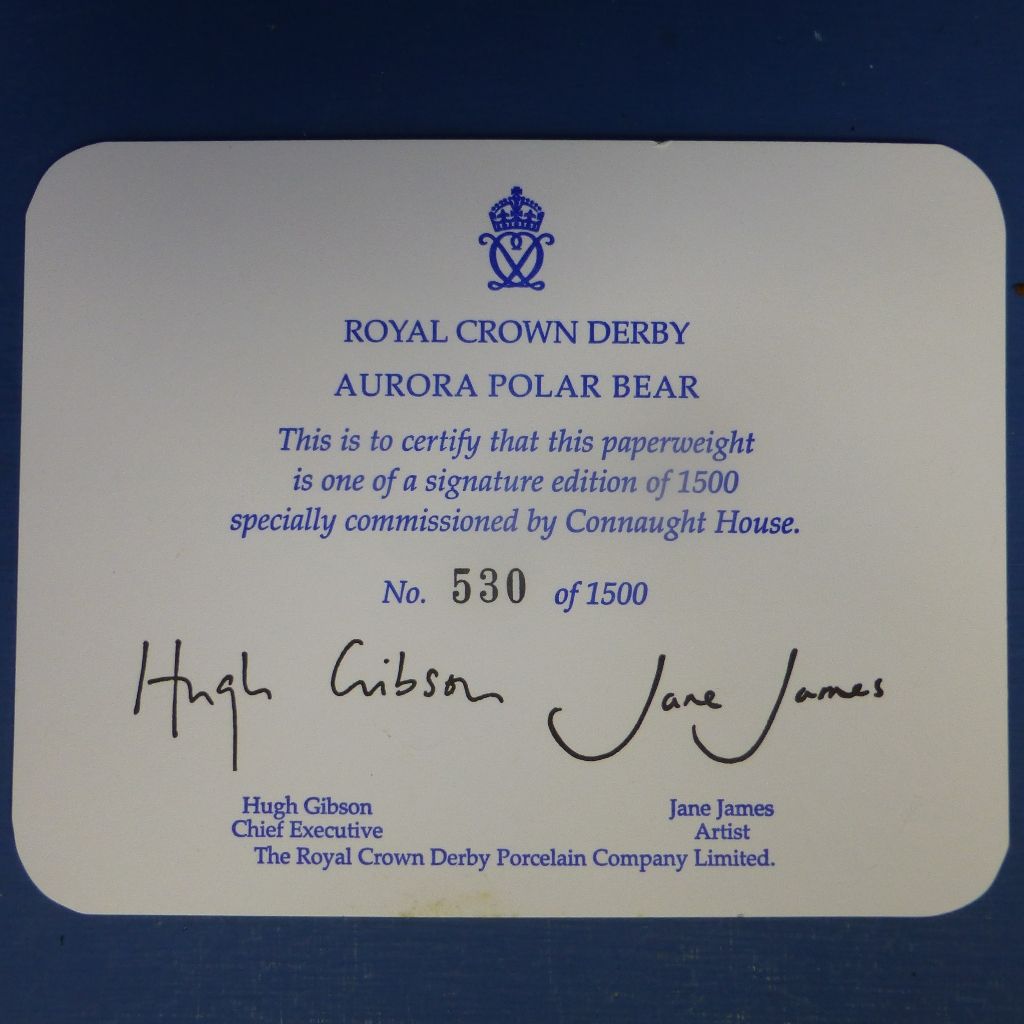 ROYAL CROWN DERBY
AURORA POLAR BEAR
This is to certify that this paperweight
is one of a signature edition of 1500
specially commissioned by Connaught House.
No. 530 of 1500
Hugh Gibson Jane James
Hugh Gibson Jane James
Chief Executive Artist
The Royal Crown Derby Porcelain Company Limited.